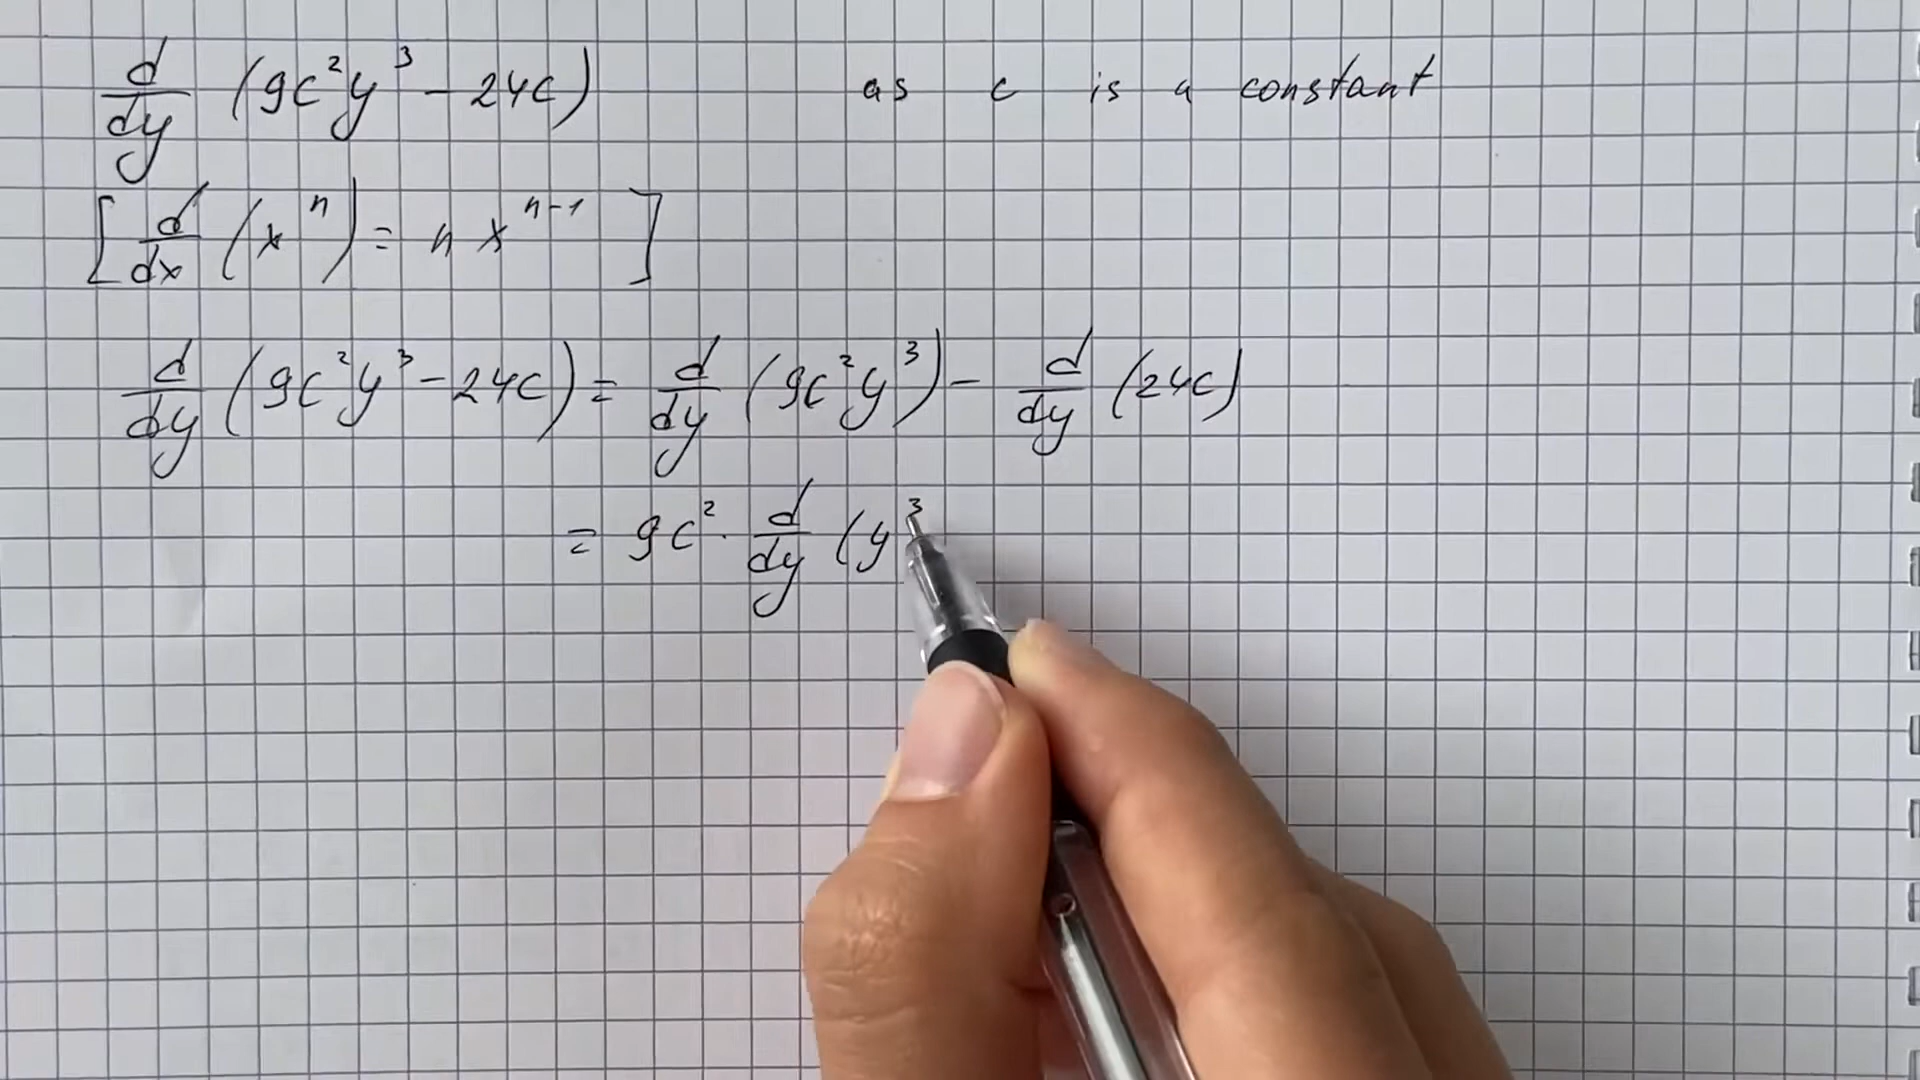 d/dy (9c²y³ - 24c) as c is a constant
[d/dx (xⁿ) = n xⁿ⁻¹]
d/dy (9c²y³ - 24c) = d/dy (9c²y³) - d/dy (24c)
= 9c² · d/dy (y³